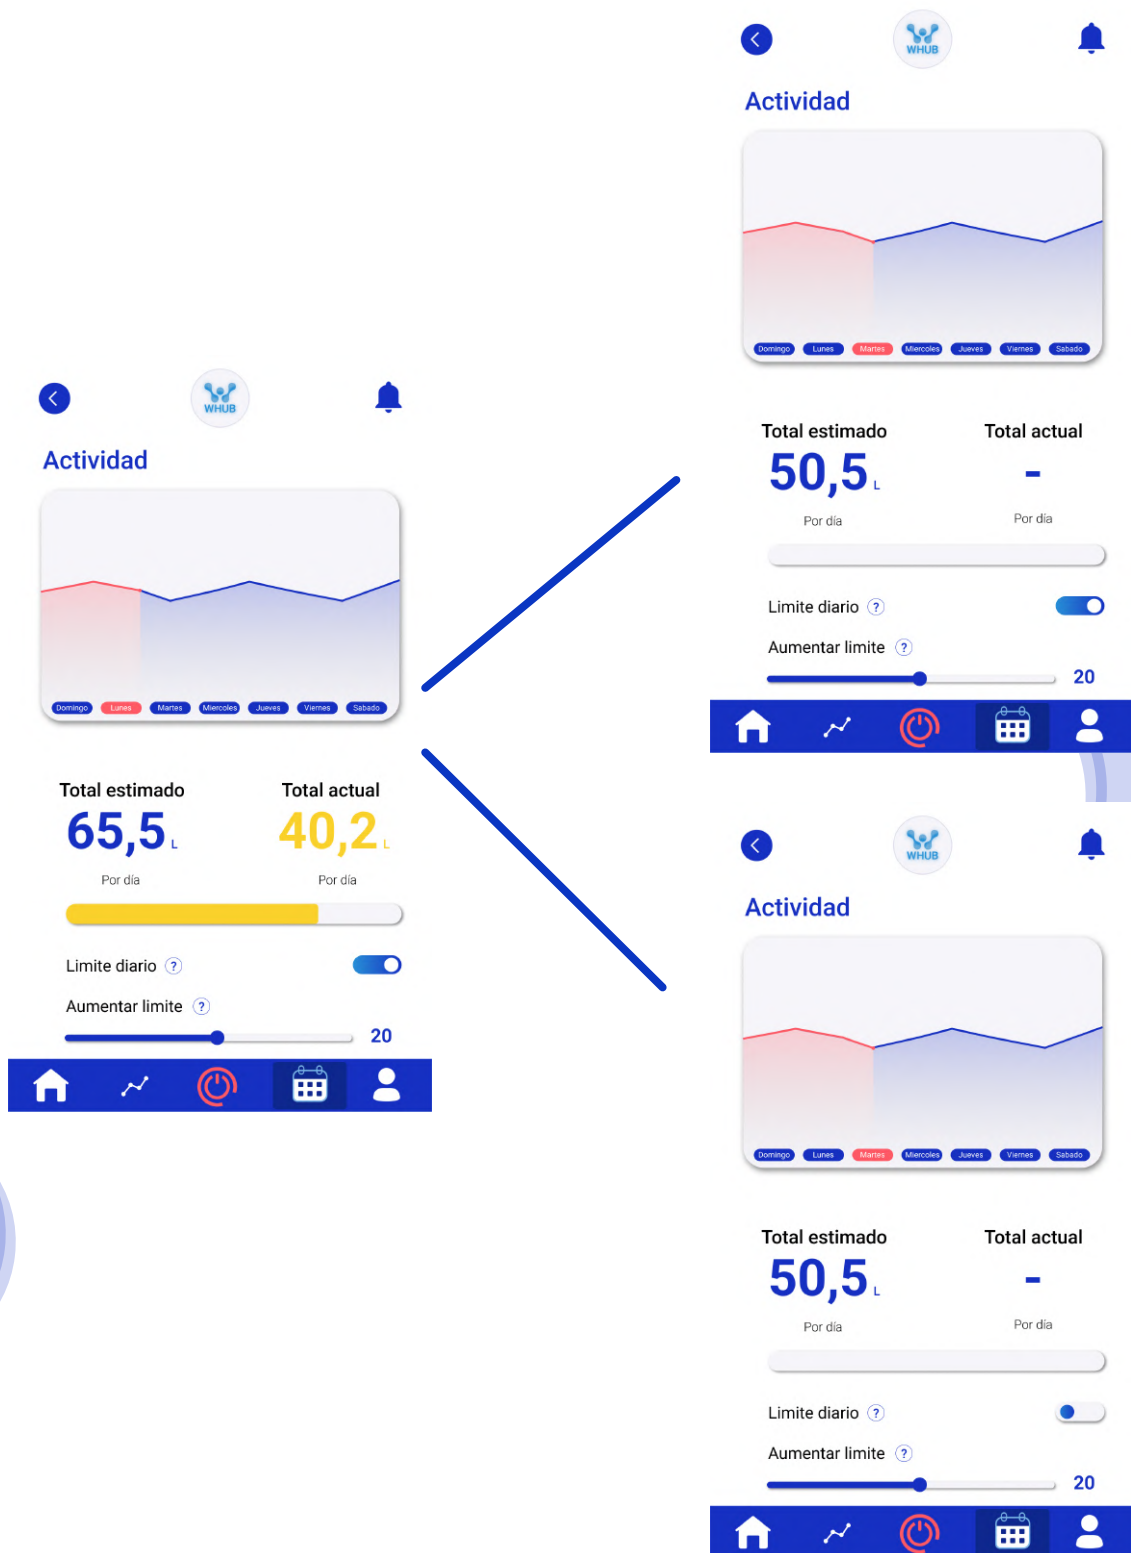 WHUB
Actividad
Domingo Lunes Martes Miercoles Jueves Viernes Sabado
Total estimado Total actual
65,5 L 40,2 L
Por día Por día
Limite diario ?
Aumentar limite ?
20
WHUB
Actividad
Domingo Lunes Martes Miercoles Jueves Viernes Sabado
Total estimado Total actual
50,5 L -
Por día Por día
Limite diario ?
Aumentar limite ?
20
WHUB
Actividad
Domingo Lunes Martes Miercoles Jueves Viernes Sabado
Total estimado Total actual
50,5 L -
Por día Por día
Limite diario ?
Aumentar limite ?
20